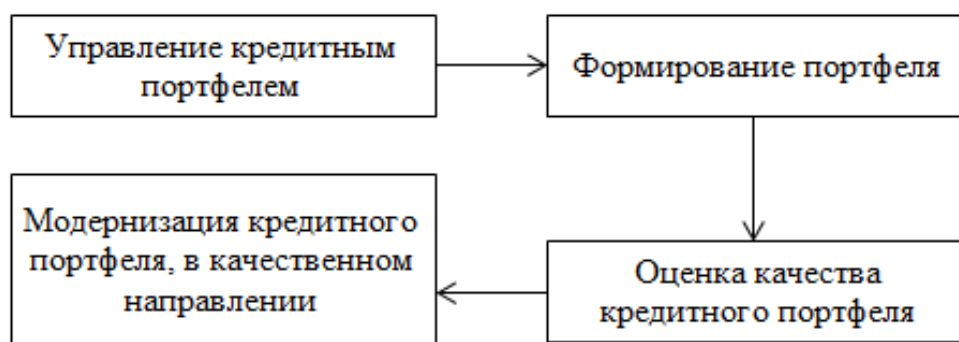 Управление кредитным
портфелем
Формирование портфеля
Модернизация кредитного
портфеля, в качественном
направлении
Оценка качества
кредитного портфеля